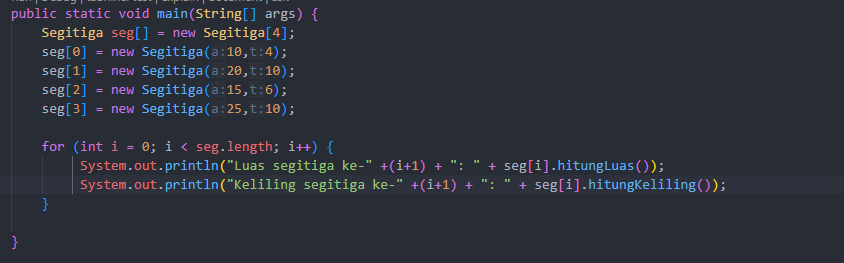 public static void main(String[] args) {
Segitiga seg[] = new Segitiga[4];
seg[0] = new Segitiga(a:10,t:4);
seg[1] = new Segitiga(a:20,t:10);
seg[2] = new Segitiga(a:15,t:6);
seg[3] = new Segitiga(a:25,t:10);
for (int i = 0; i < seg.length; i++) {
System.out.println("Luas segitiga ke-" +(i+1) + ": " + seg[i].hitungLuas());
System.out.println("Keliling segitiga ke-" +(i+1) + ": " + seg[i].hitungKeliling());
}
}